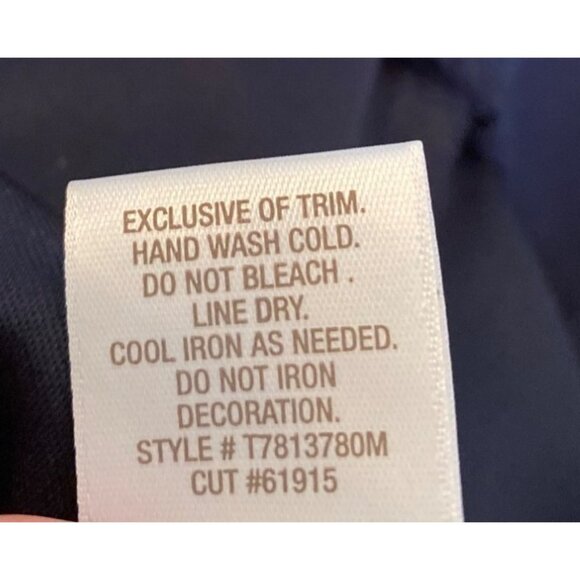 EXCLUSIVE OF TRIM.
HAND WASH COLD.
DO NOT BLEACH .
LINE DRY.
COOL IRON AS NEEDED.
DO NOT IRON
DECORATION.
STYLE # T7813780M
CUT #61915